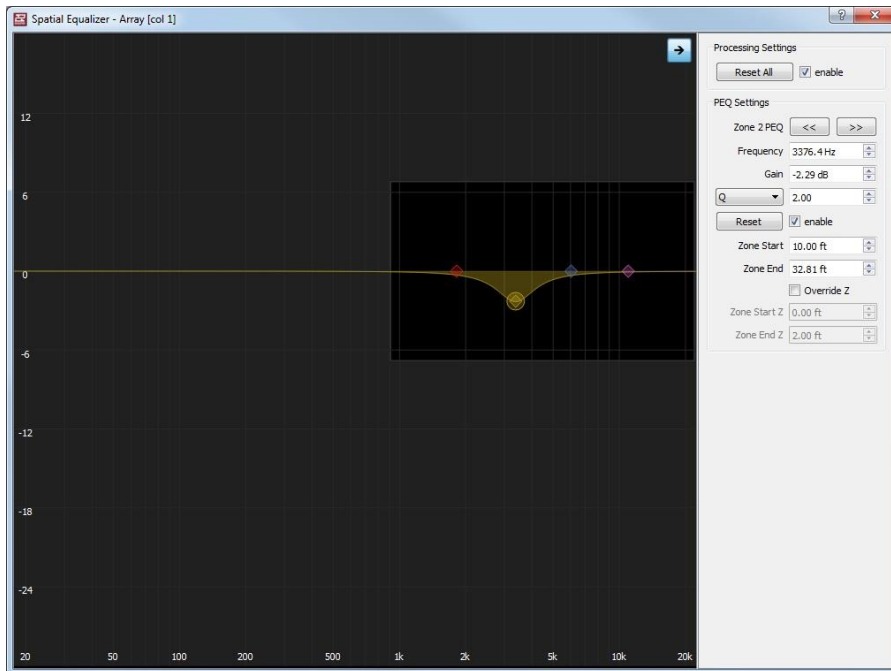 Spatial Equalizer - Array [col 1]
?
Processing Settings
Reset All
enable
PEQ Settings
Zone 2 PEQ
<<
>>
Frequency 3376.4 Hz
Gain -2.29 dB
Q 2.00
Reset
enable
Zone Start 10.00 ft
Zone End 32.81 ft
Override Z
Zone Start Z 0.00 ft
Zone End Z 2.00 ft
12
6
0
-6
-12
-18
-24
20 50 100 200 500 1k 2k 5k 10k 20k